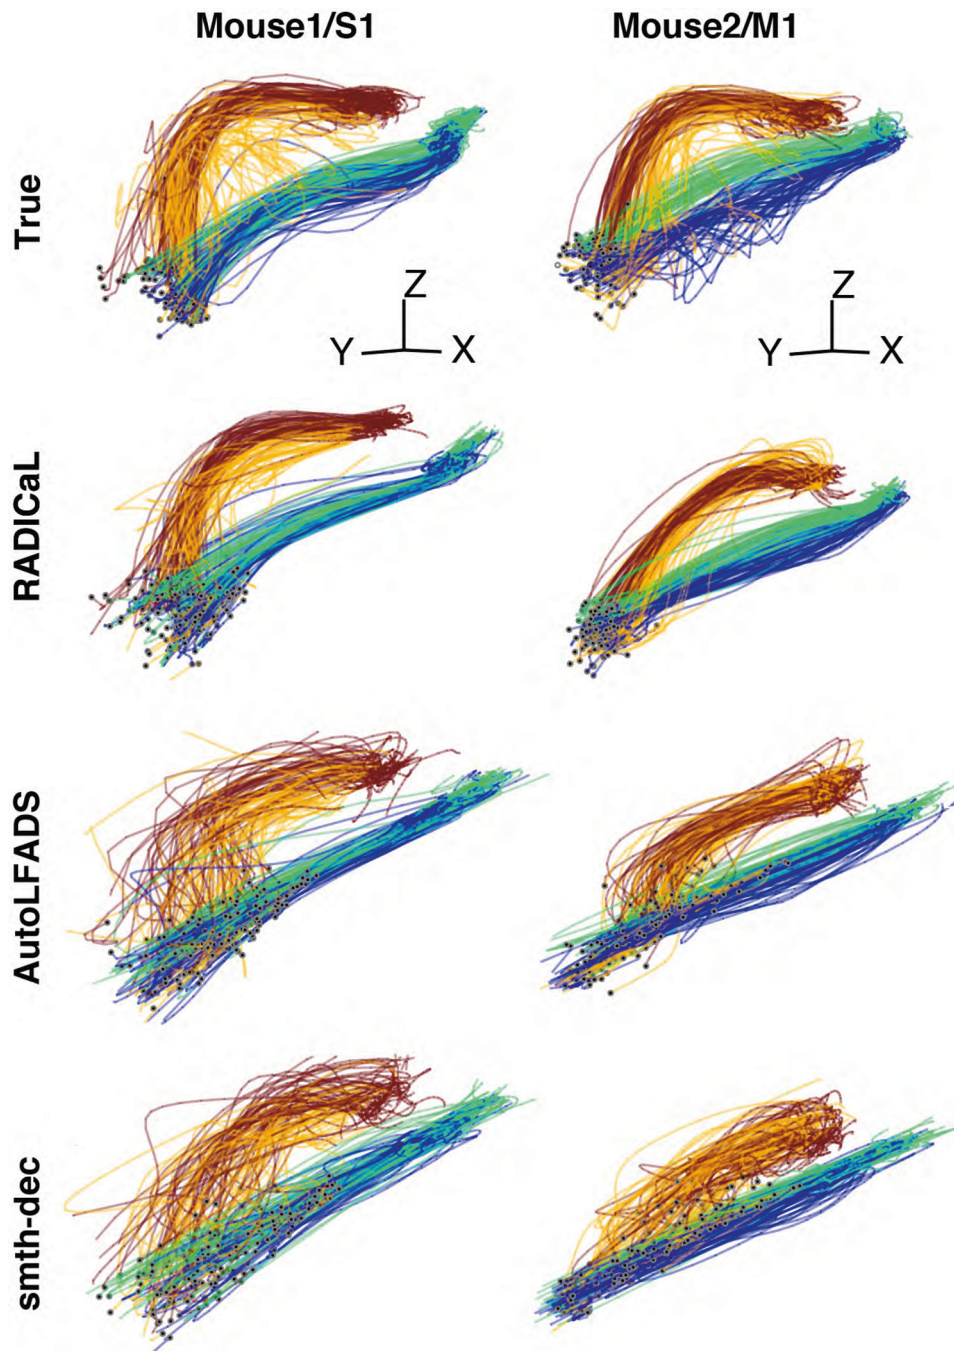 Mouse1/S1 Mouse2/M1
True
Z Z
Y X Y X
RADICaL
AutoLFADS
smth-dec